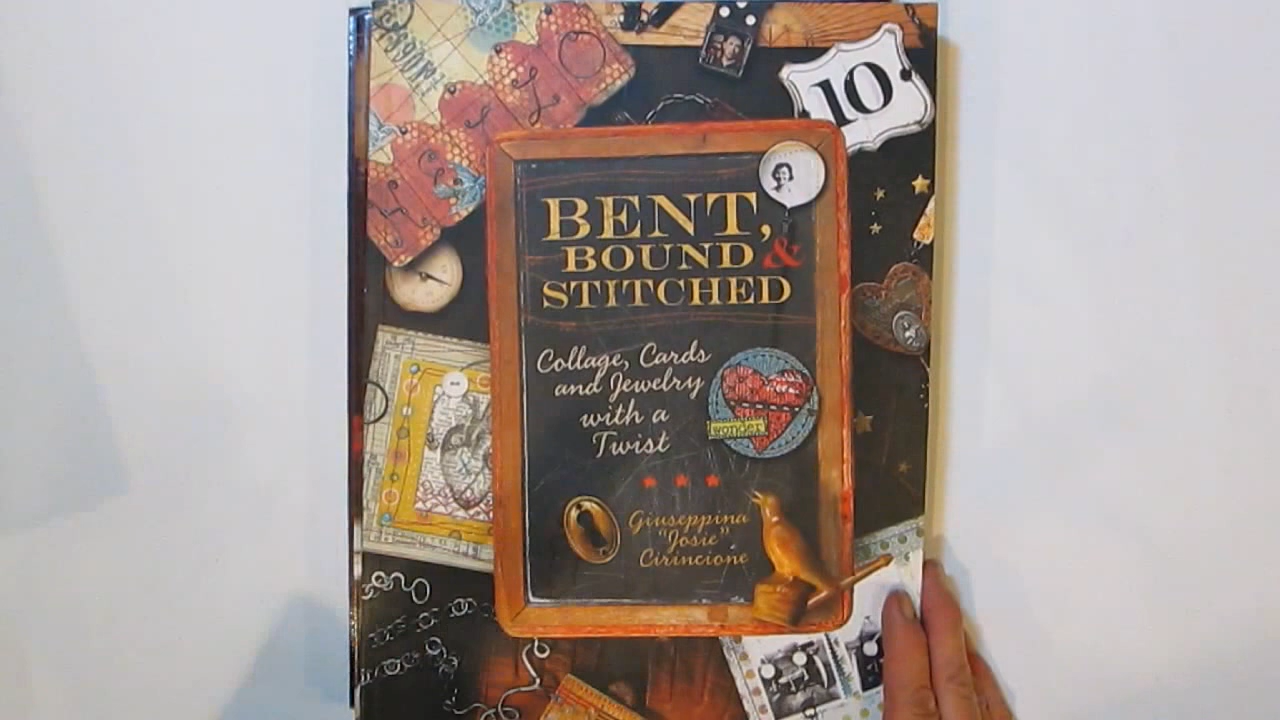 10
BENT,
BOUND &
STITCHED
Collage, Cards
and Jewelry
with a
Twist
wonder
Giuseppina
"Josie"
Cirincione